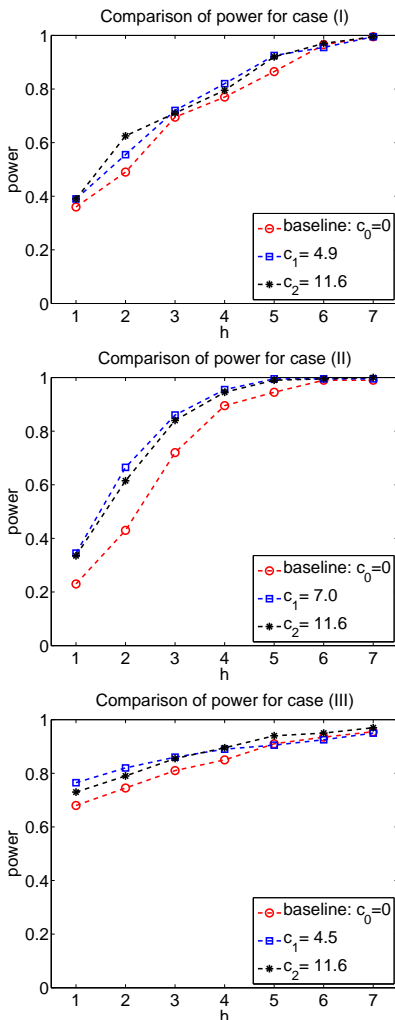 Comparison of power for case (I)
1
0.8
0.6
0.4
0.2
0
power
baseline: c₀=0
c₁= 4.9
c₂= 11.6
1 2 3 4 5 6 7
h
Comparison of power for case (II)
1
0.8
0.6
0.4
0.2
0
power
baseline: c₀=0
c₁= 7.0
c₂= 11.6
1 2 3 4 5 6 7
h
Comparison of power for case (III)
1
0.8
0.6
0.4
0.2
0
power
baseline: c₀=0
c₁= 4.5
c₂= 11.6
1 2 3 4 5 6 7
h